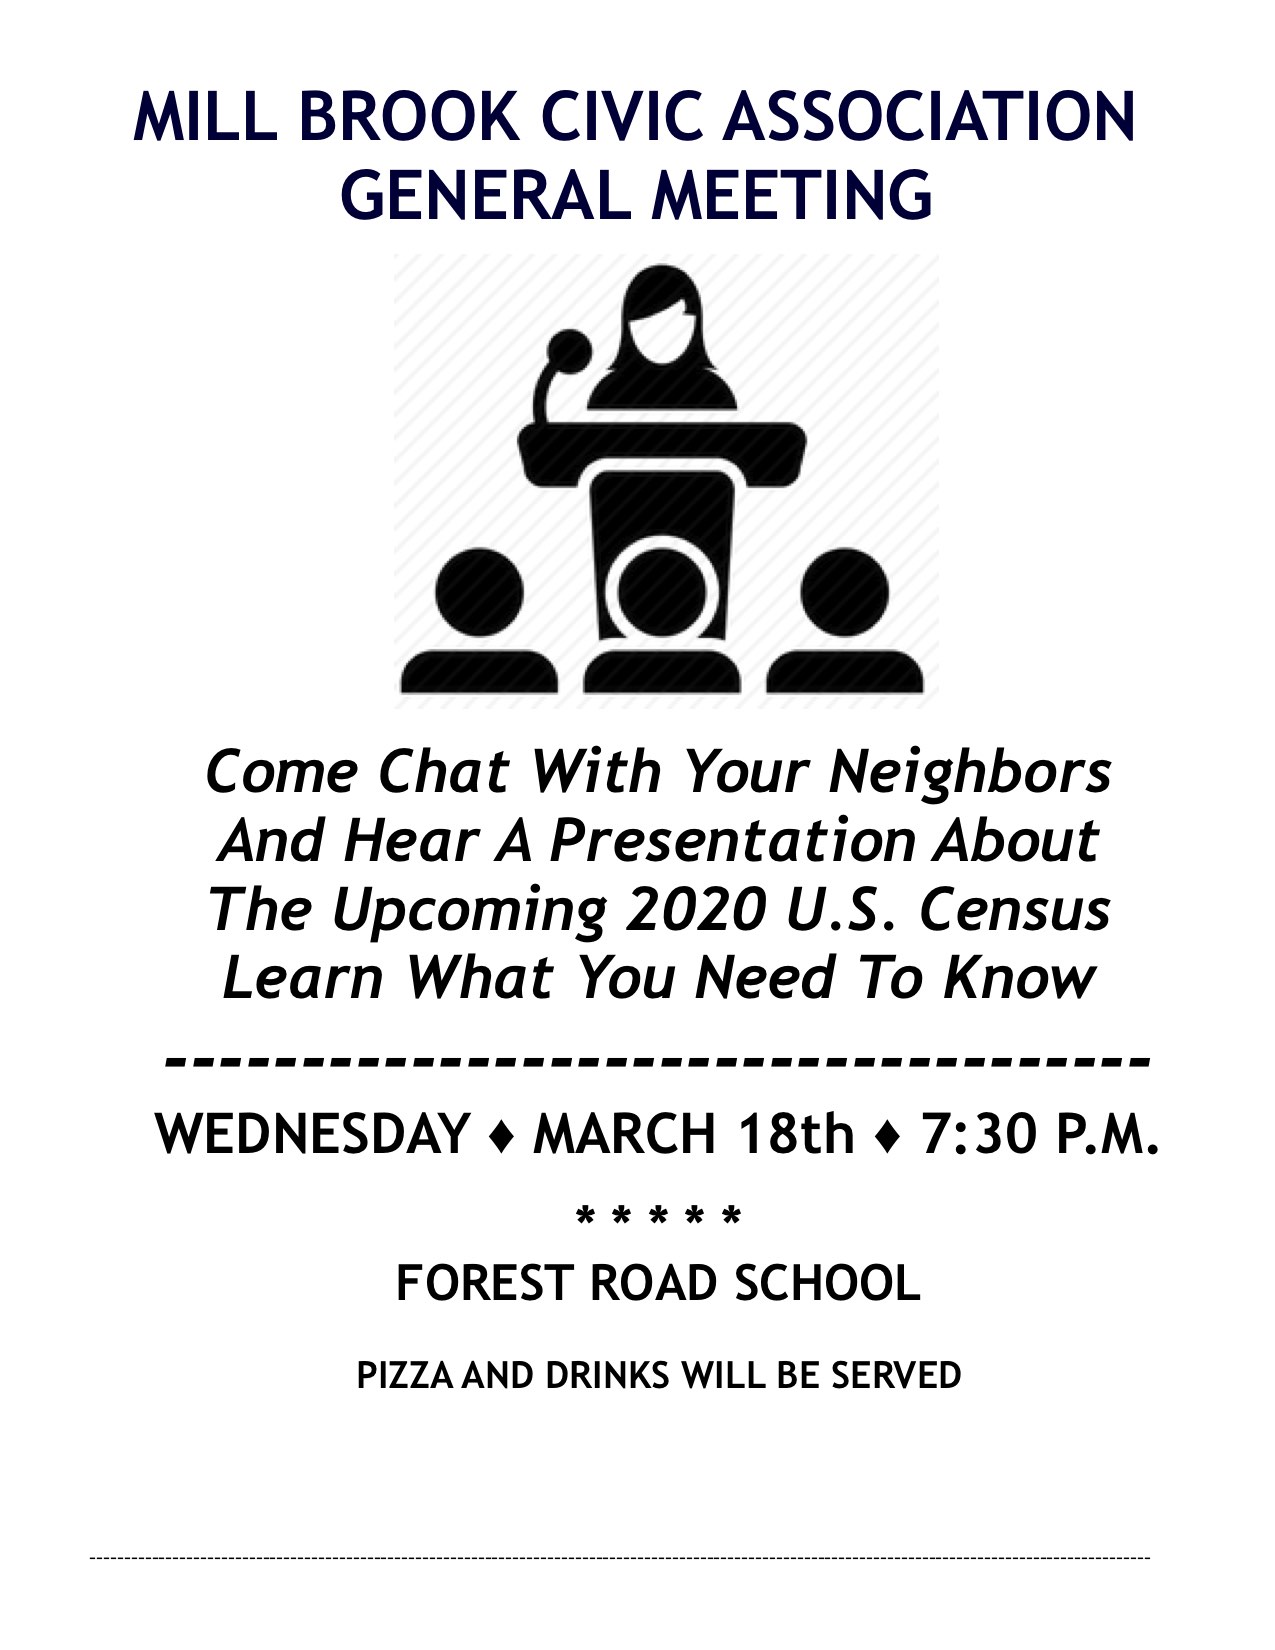 MILL BROOK CIVIC ASSOCIATION
GENERAL MEETING
Come Chat With Your Neighbors
And Hear A Presentation About
The Upcoming 2020 U.S. Census
Learn What You Need To Know
------------------------------------
WEDNESDAY ♦ MARCH 18th ♦ 7:30 P.M.
* * * * *
FOREST ROAD SCHOOL
PIZZA AND DRINKS WILL BE SERVED